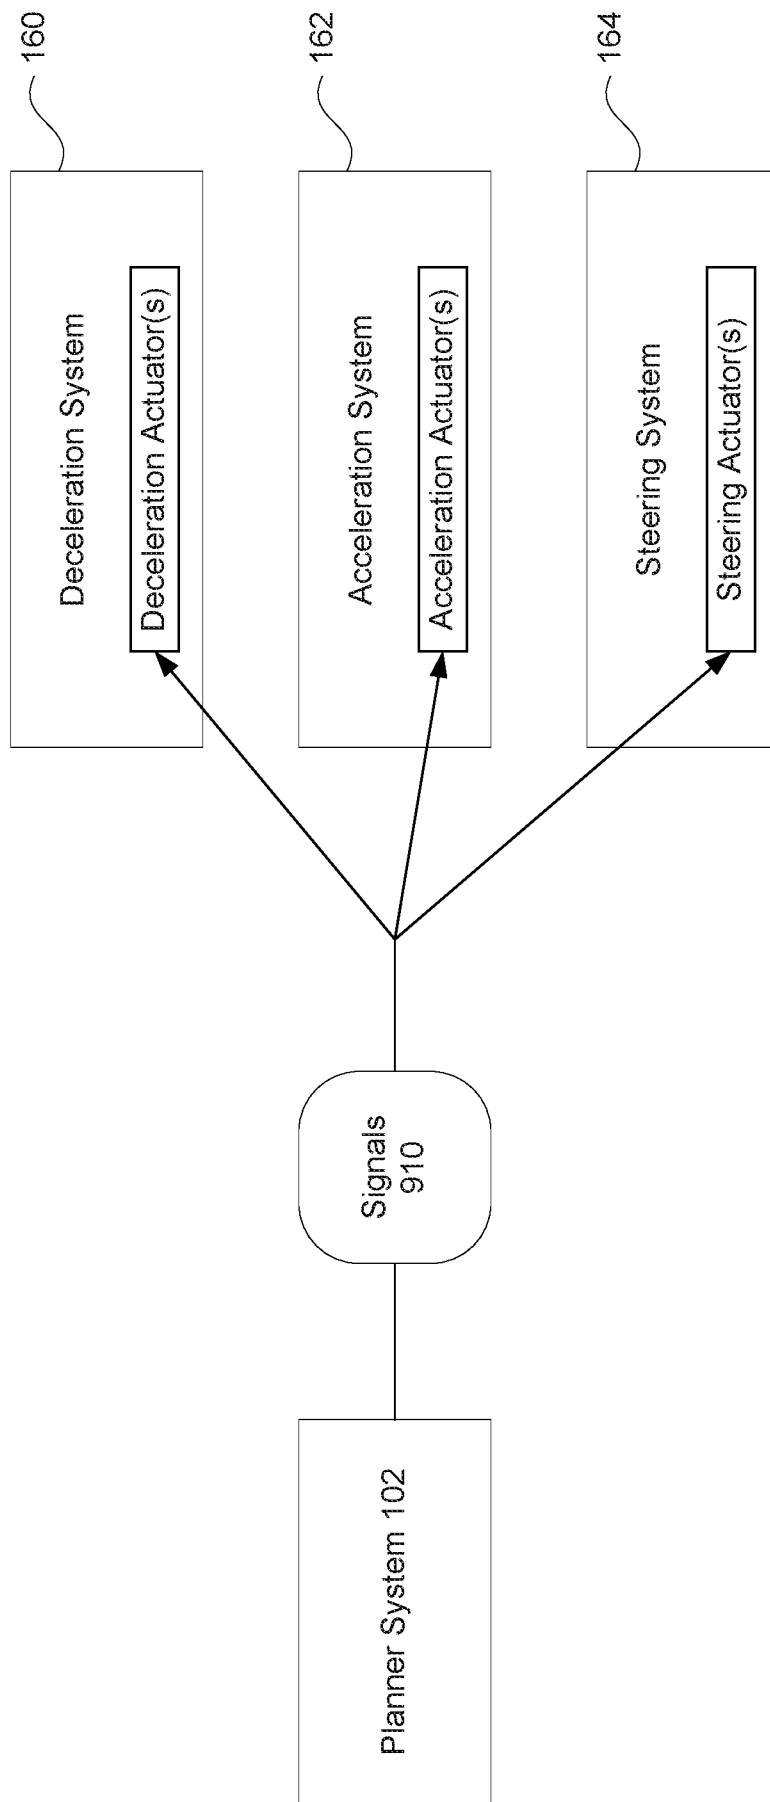 Planner System 102
Signals
910
Deceleration System
Deceleration Actuator(s)
160
Acceleration System
Acceleration Actuator(s)
162
Steering System
Steering Actuator(s)
164